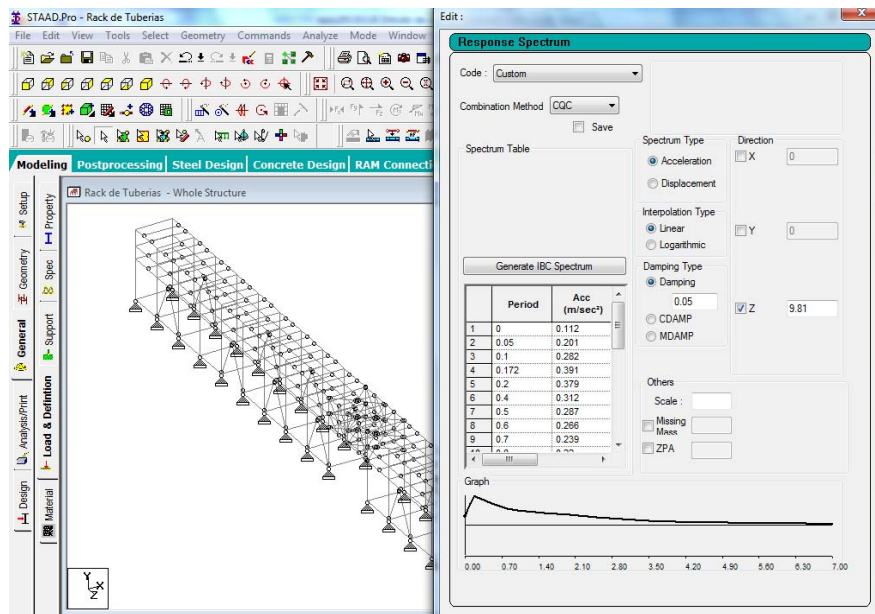 STAAD.Pro - Rack de Tuberias
File Edit View Tools Select Geometry Commands Analyze Mode Window
Modeling Postprocessing Steel Design Concrete Design RAM Connecti
Setup
Geometry
General
Analysis/Print
Design
Property
Spec
Support
Load & Definition
Material
Rack de Tuberias - Whole Structure
Y
X
Z
Edit :
Response Spectrum
Code : Custom
Combination Method CQC
Save
Spectrum Table
Generate IBC Spectrum
Period Acc (m/sec²)
1 0 0.112
2 0.05 0.201
3 0.1 0.282
4 0.172 0.391
5 0.2 0.379
6 0.4 0.312
7 0.5 0.287
8 0.6 0.266
9 0.7 0.239
Spectrum Type
Acceleration
Displacement
Interpolation Type
Linear
Logarithmic
Damping Type
Damping
0.05
CDAMP
MDAMP
Direction
X 0
Y 0
Z 9.81
Others
Scale :
Missing Mass
ZPA
Graph
0.00 0.70 1.40 2.10 2.80 3.50 4.20 4.90 5.60 6.30 7.00